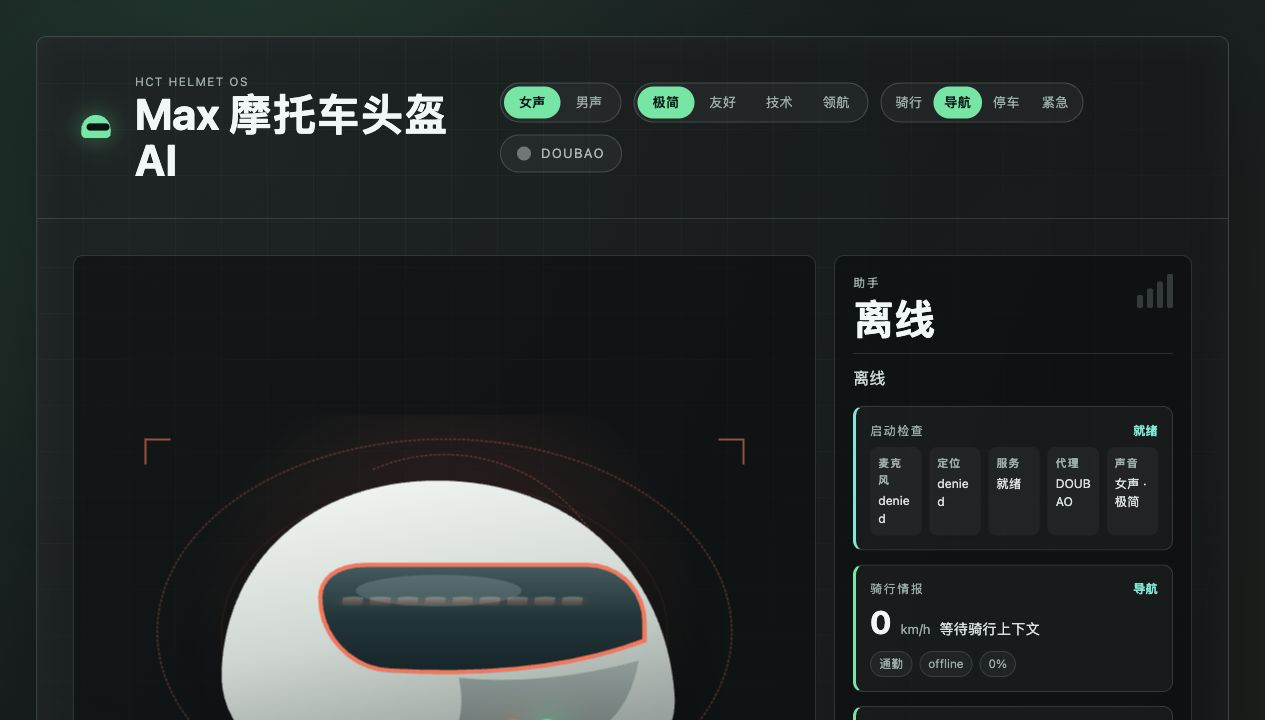 HCT HELMET OS
Max 摩托车头盔
AI
女声 男声
极简 友好 技术 领航
骑行 导航 停车 紧急
DOUBAO
助手
离线
离线
启动检查 就绪
麦克
风
denie
d
定位
denie
d
服务
就绪
代理
DOUB
AO
声音
女声 ·
极简
骑行情报 导航
0 km/h 等待骑行上下文
通勤 offline 0%